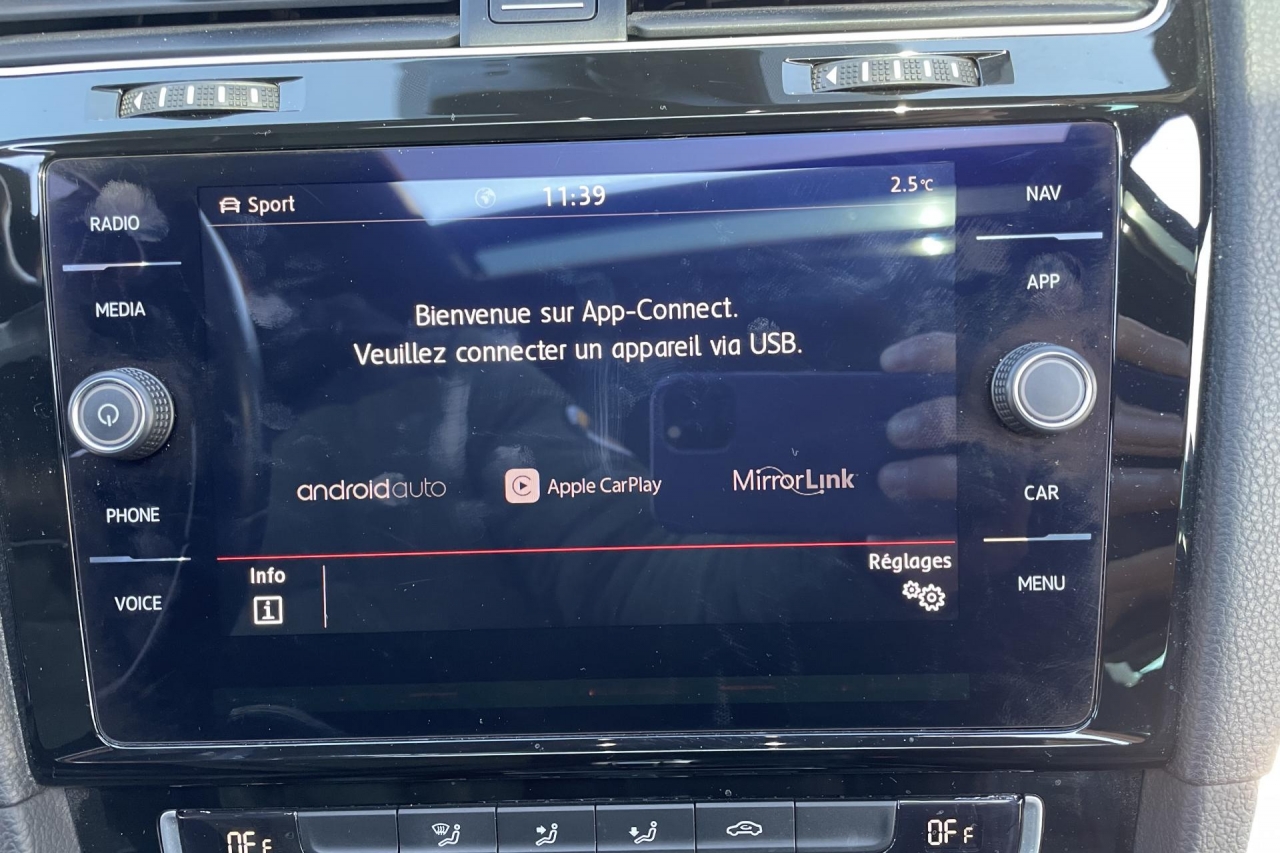 Sport
11:39
2.5°C
RADIO
MEDIA
PHONE
VOICE
Bienvenue sur App-Connect.
Veuillez connecter un appareil via USB.
androidauto
Apple CarPlay
MirrorLink
Info
Réglages
NAV
APP
CAR
MENU
OFF
OFF